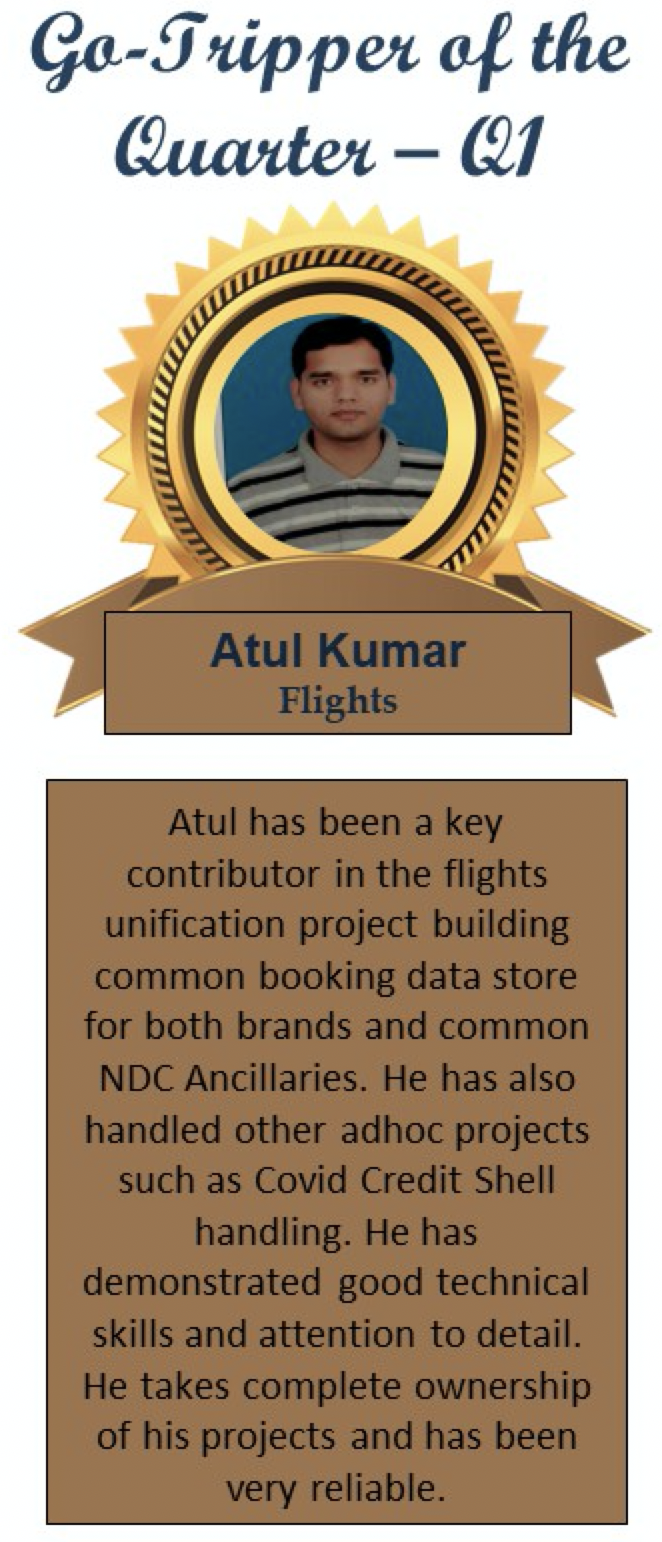 Go-Tripper of the
Quarter – Q1
Atul Kumar
Flights
Atul has been a key
contributor in the flights
unification project building
common booking data store
for both brands and common
NDC Ancillaries. He has also
handled other adhoc projects
such as Covid Credit Shell
handling. He has
demonstrated good technical
skills and attention to detail.
He takes complete ownership
of his projects and has been
very reliable.